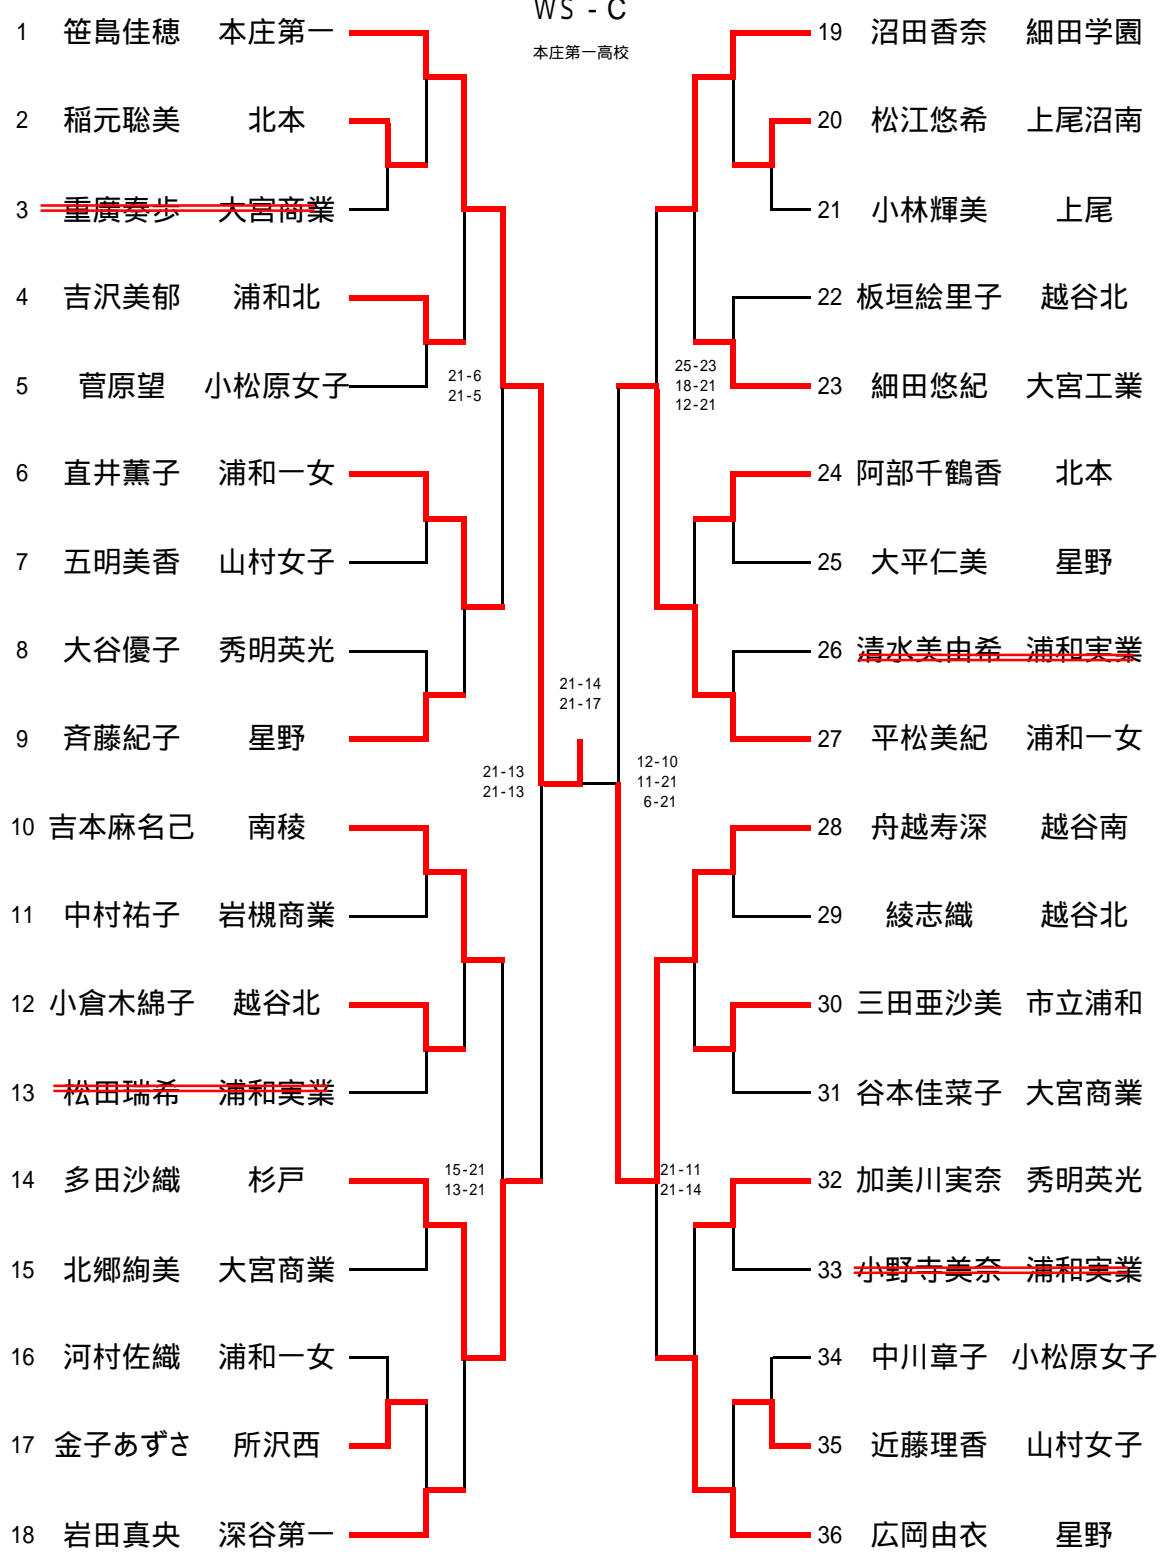 WS - C
本庄第一高校
1 笹島佳穂 本庄第一
2 稲元聡美 北本
3 重廣奏歩 大宮商業
4 吉沢美郁 浦和北
5 菅原望 小松原女子
6 直井薫子 浦和一女
7 五明美香 山村女子
8 大谷優子 秀明英光
9 斉藤紀子 星野
10 吉本麻名己 南稜
11 中村祐子 岩槻商業
12 小倉木綿子 越谷北
13 松田瑞希 浦和実業
14 多田沙織 杉戸
15 北郷絢美 大宮商業
16 河村佐織 浦和一女
17 金子あずさ 所沢西
18 岩田真央 深谷第一
21-6
21-5
21-13
21-13
15-21
13-21
21-14
21-17
25-23
18-21
12-21
12-10
11-21
6-21
21-11
21-14
19 沼田香奈 細田学園
20 松江悠希 上尾沼南
21 小林輝美 上尾
22 板垣絵里子 越谷北
23 細田悠紀 大宮工業
24 阿部千鶴香 北本
25 大平仁美 星野
26 清水美由希 浦和実業
27 平松美紀 浦和一女
28 舟越寿深 越谷南
29 綾志織 越谷北
30 三田亜沙美 市立浦和
31 谷本佳菜子 大宮商業
32 加美川実奈 秀明英光
33 小野寺美奈 浦和実業
34 中川章子 小松原女子
35 近藤理香 山村女子
36 広岡由衣 星野